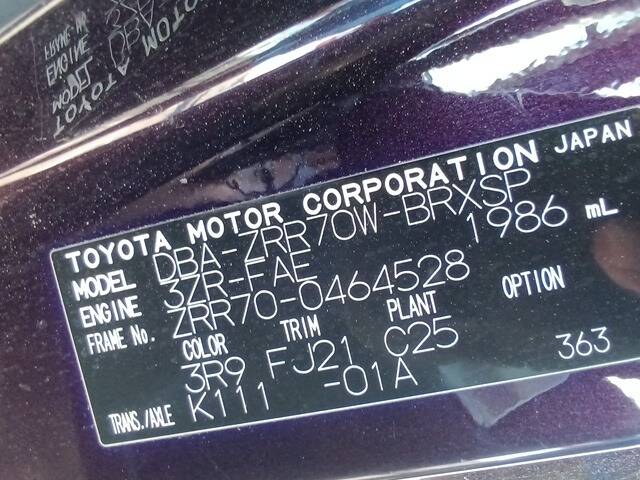 TOYOTA MOTOR CORPORATION JAPAN
MODEL DBA-ZRR70W-BRXSP
ENGINE 3ZR-FAE 1986 mL
FRAME No. ZRR70-0464528
COLOR TRIM PLANT OPTION
3R9 FJ21 C25
TRANS./AXLE K111 -01A 363